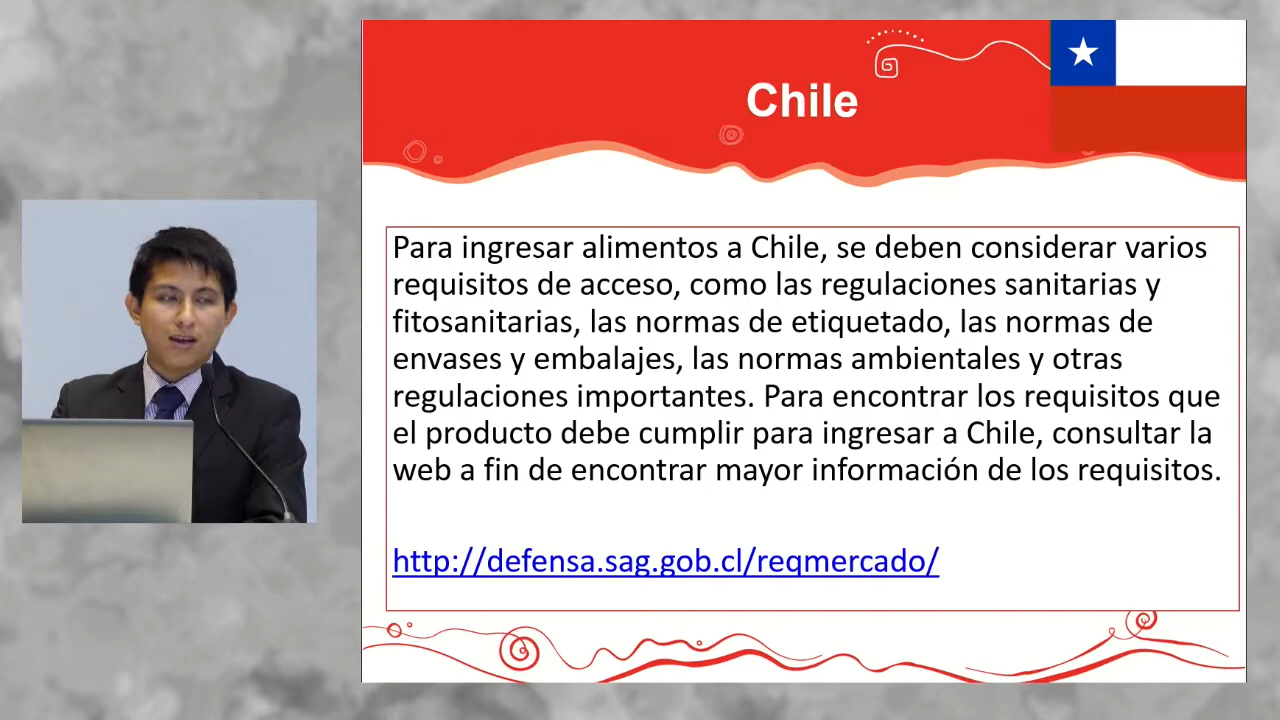 Chile
Para ingresar alimentos a Chile, se deben considerar varios
requisitos de acceso, como las regulaciones sanitarias y
fitosanitarias, las normas de etiquetado, las normas de
envases y embalajes, las normas ambientales y otras
regulaciones importantes. Para encontrar los requisitos que
el producto debe cumplir para ingresar a Chile, consultar la
web a fin de encontrar mayor información de los requisitos.
http://defensa.sag.gob.cl/reqmercado/